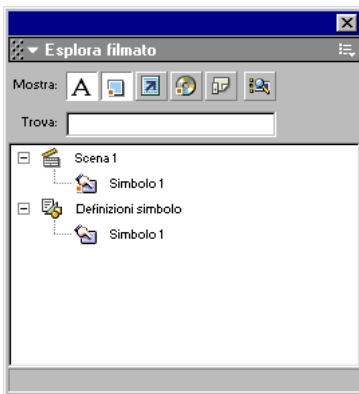 Esplora filmato
Mostra: A
Trova:
Scena 1
Simbolo 1
Definizioni simbolo
Simbolo 1